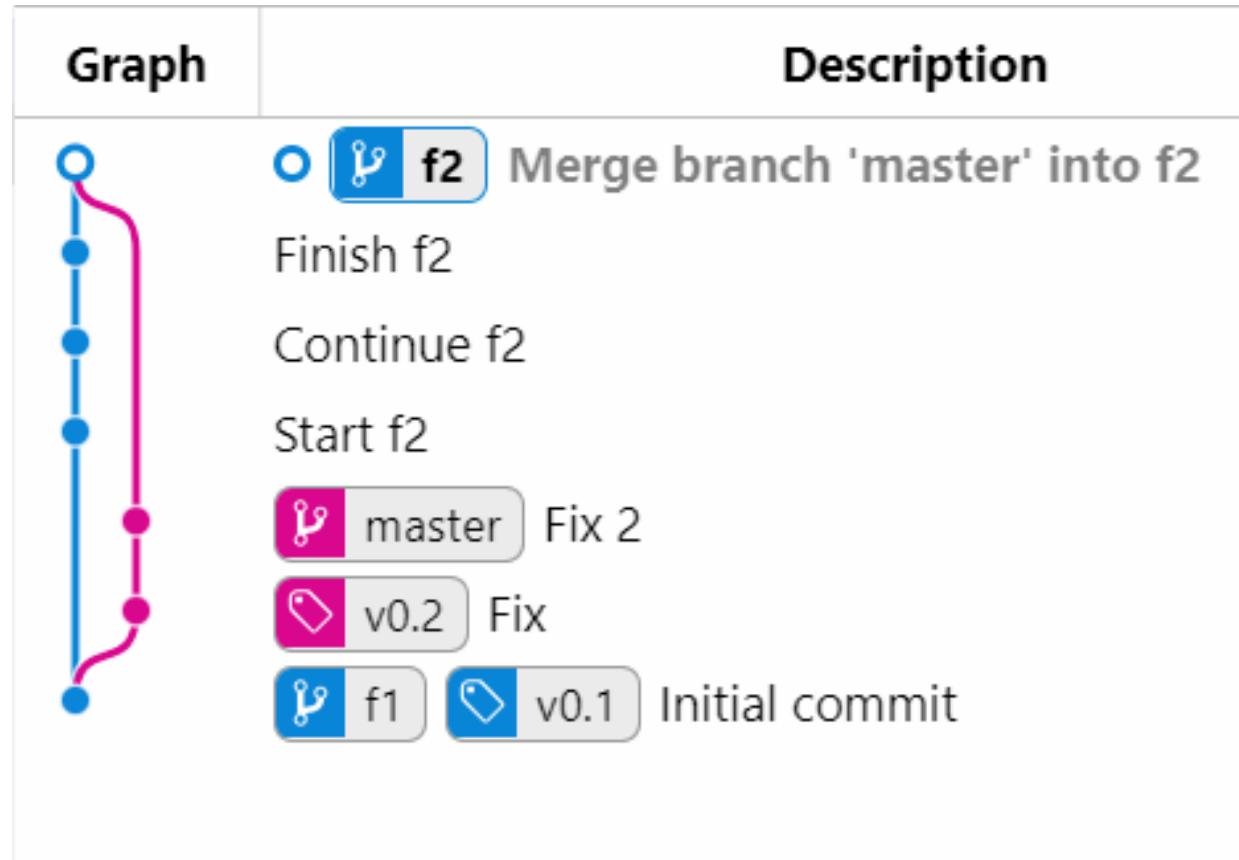 Graph Description
f2 Merge branch 'master' into f2
Finish f2
Continue f2
Start f2
master Fix 2
v0.2 Fix
f1 v0.1 Initial commit